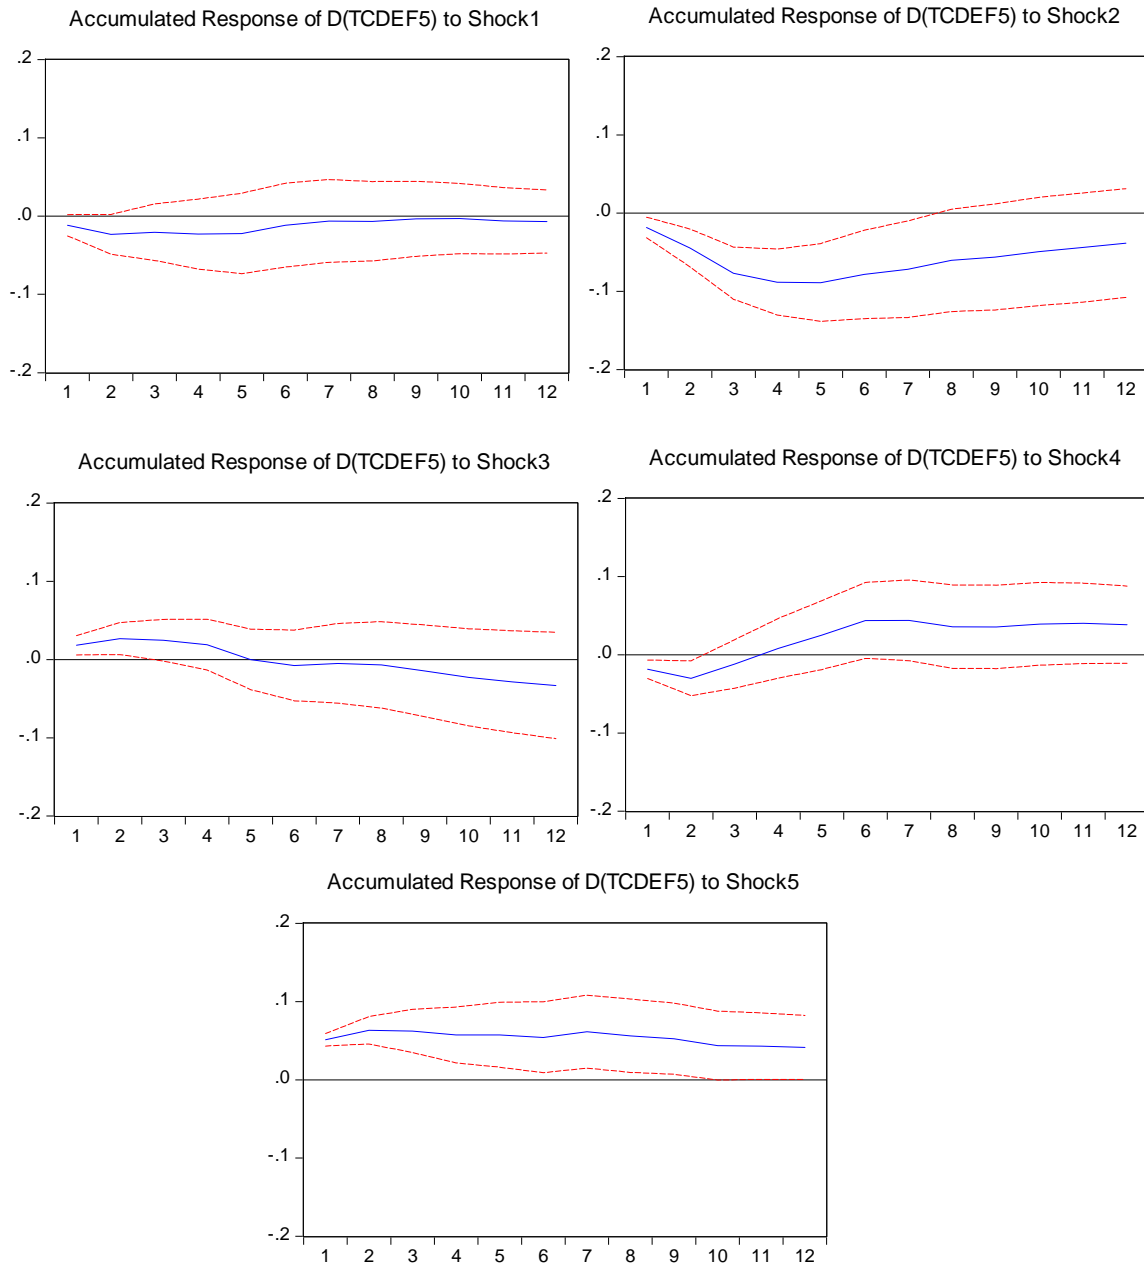 Accumulated Response of D(TCDEF5) to Shock1
.2
.1
.0
-.1
-.2
1 2 3 4 5 6 7 8 9 10 11 12
Accumulated Response of D(TCDEF5) to Shock2
.2
.1
.0
-.1
-.2
1 2 3 4 5 6 7 8 9 10 11 12
Accumulated Response of D(TCDEF5) to Shock3
.2
.1
.0
-.1
-.2
1 2 3 4 5 6 7 8 9 10 11 12
Accumulated Response of D(TCDEF5) to Shock4
.2
.1
.0
-.1
-.2
1 2 3 4 5 6 7 8 9 10 11 12
Accumulated Response of D(TCDEF5) to Shock5
.2
.1
.0
-.1
-.2
1 2 3 4 5 6 7 8 9 10 11 12